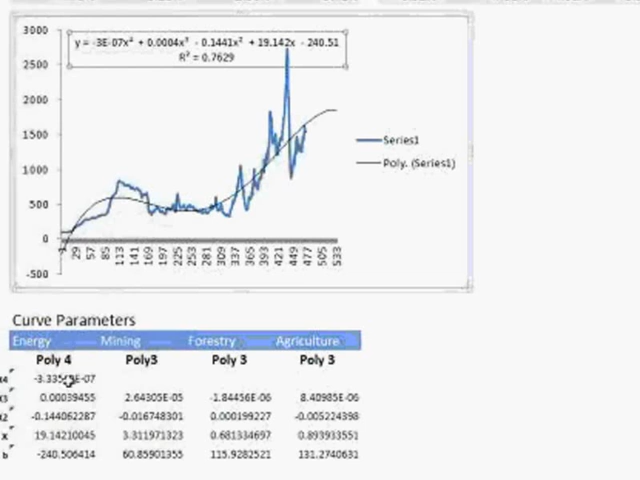 3000
y = -3E-07x⁴ + 0.0004x³ - 0.1441x² + 19.142x - 240.51
R² = 0.7629
2500
2000
1500
1000
500
0
-500
1 29 57 85 113 141 169 197 225 253 281 309 337 365 393 421 449 477 505 533
Series1
Poly. (Series1)
Curve Parameters
Energy Mining Forestry Agriculture
Poly 4 Poly3 Poly 3 Poly 3
X4
X3 0.00039455 2.64305E-05 -1.84456E-06 8.40985E-06
X2 -0.144062287 -0.016748301 0.000199227 -0.005224398
X 19.14210045 3.311971323 0.681334697 0.893933551
b -240.506414 60.85901355 115.9282521 131.2740631